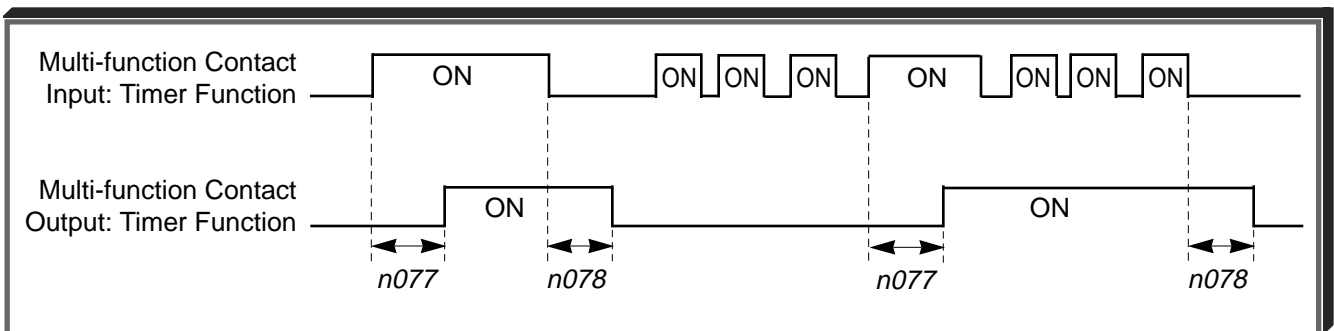 Multi-function Contact
Input: Timer Function
ON
ON
ON
ON
ON
ON
ON
ON
Multi-function Contact
Output: Timer Function
ON
ON
n077
n078
n077
n078